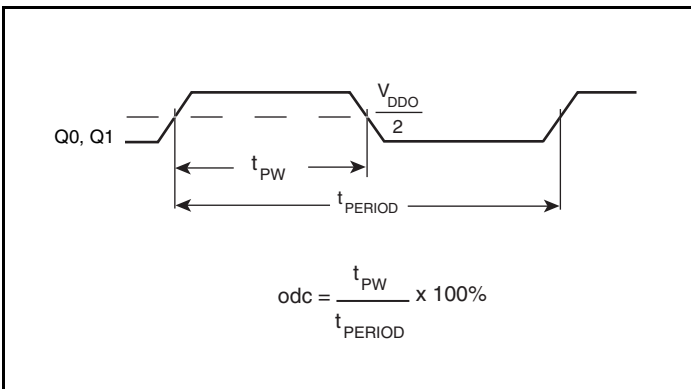 V_DDO
2
Q0, Q1
t_PW
t_PERIOD
odc = t_PW x 100%
t_PERIOD